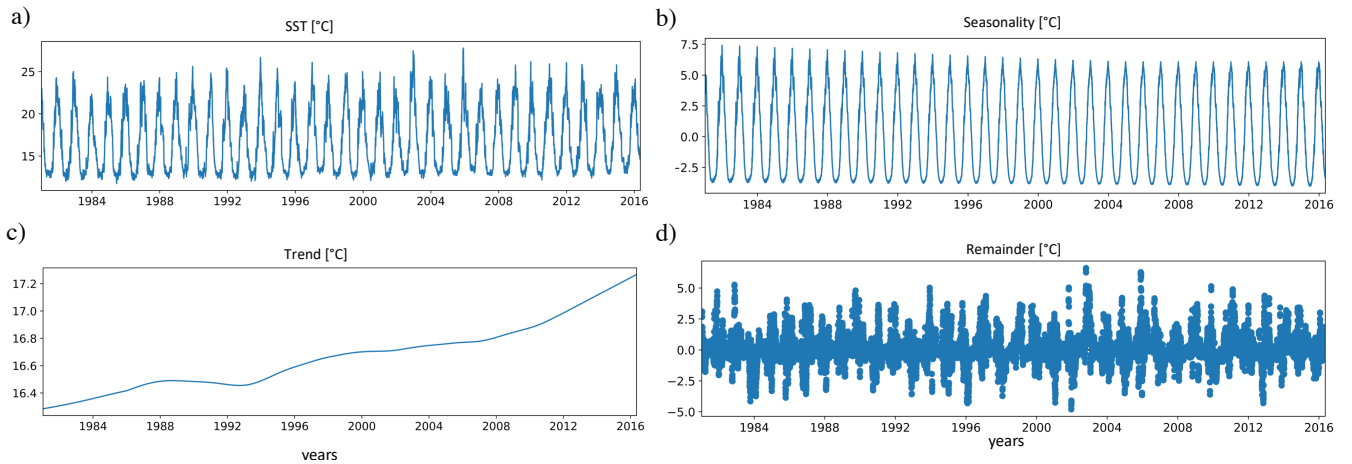 a)
SST [°C]
25
20
15
1984 1988 1992 1996 2000 2004 2008 2012 2016
b)
Seasonality [°C]
7.5
5.0
2.5
0.0
−2.5
1984 1988 1992 1996 2000 2004 2008 2012 2016
c)
Trend [°C]
17.2
17.0
16.8
16.6
16.4
1984 1988 1992 1996 2000 2004 2008 2012 2016
years
d)
Remainder [°C]
5.0
2.5
0.0
−2.5
−5.0
1984 1988 1992 1996 2000 2004 2008 2012 2016
years